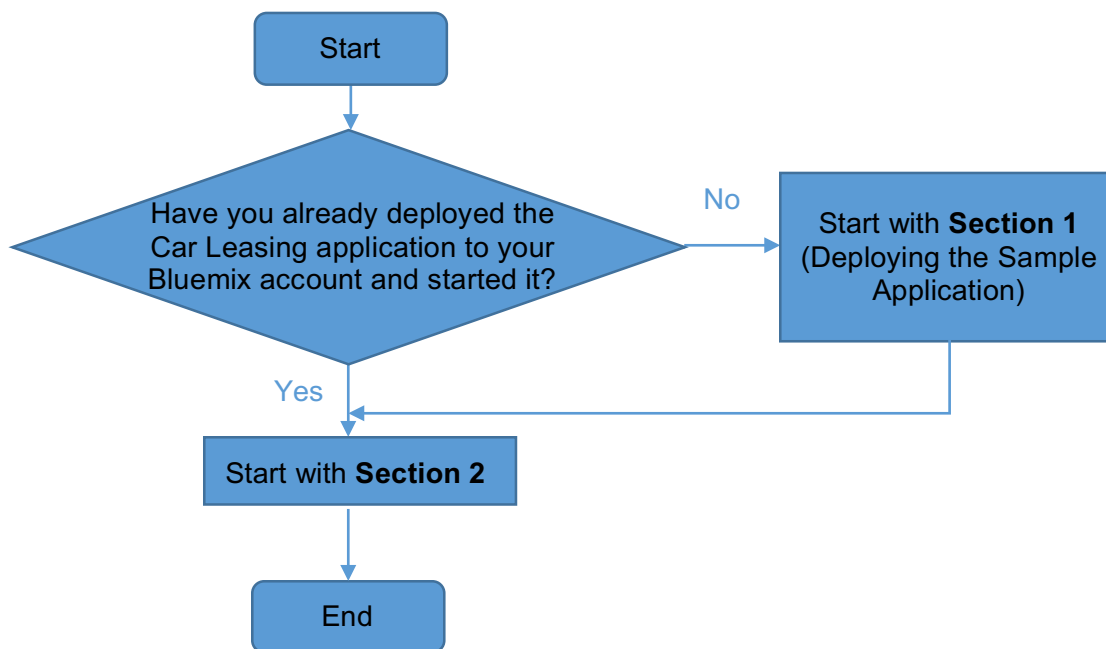 Start
Have you already deployed the
Car Leasing application to your
Bluemix account and started it?
No
Start with Section 1
(Deploying the Sample
Application)
Yes
Start with Section 2
End